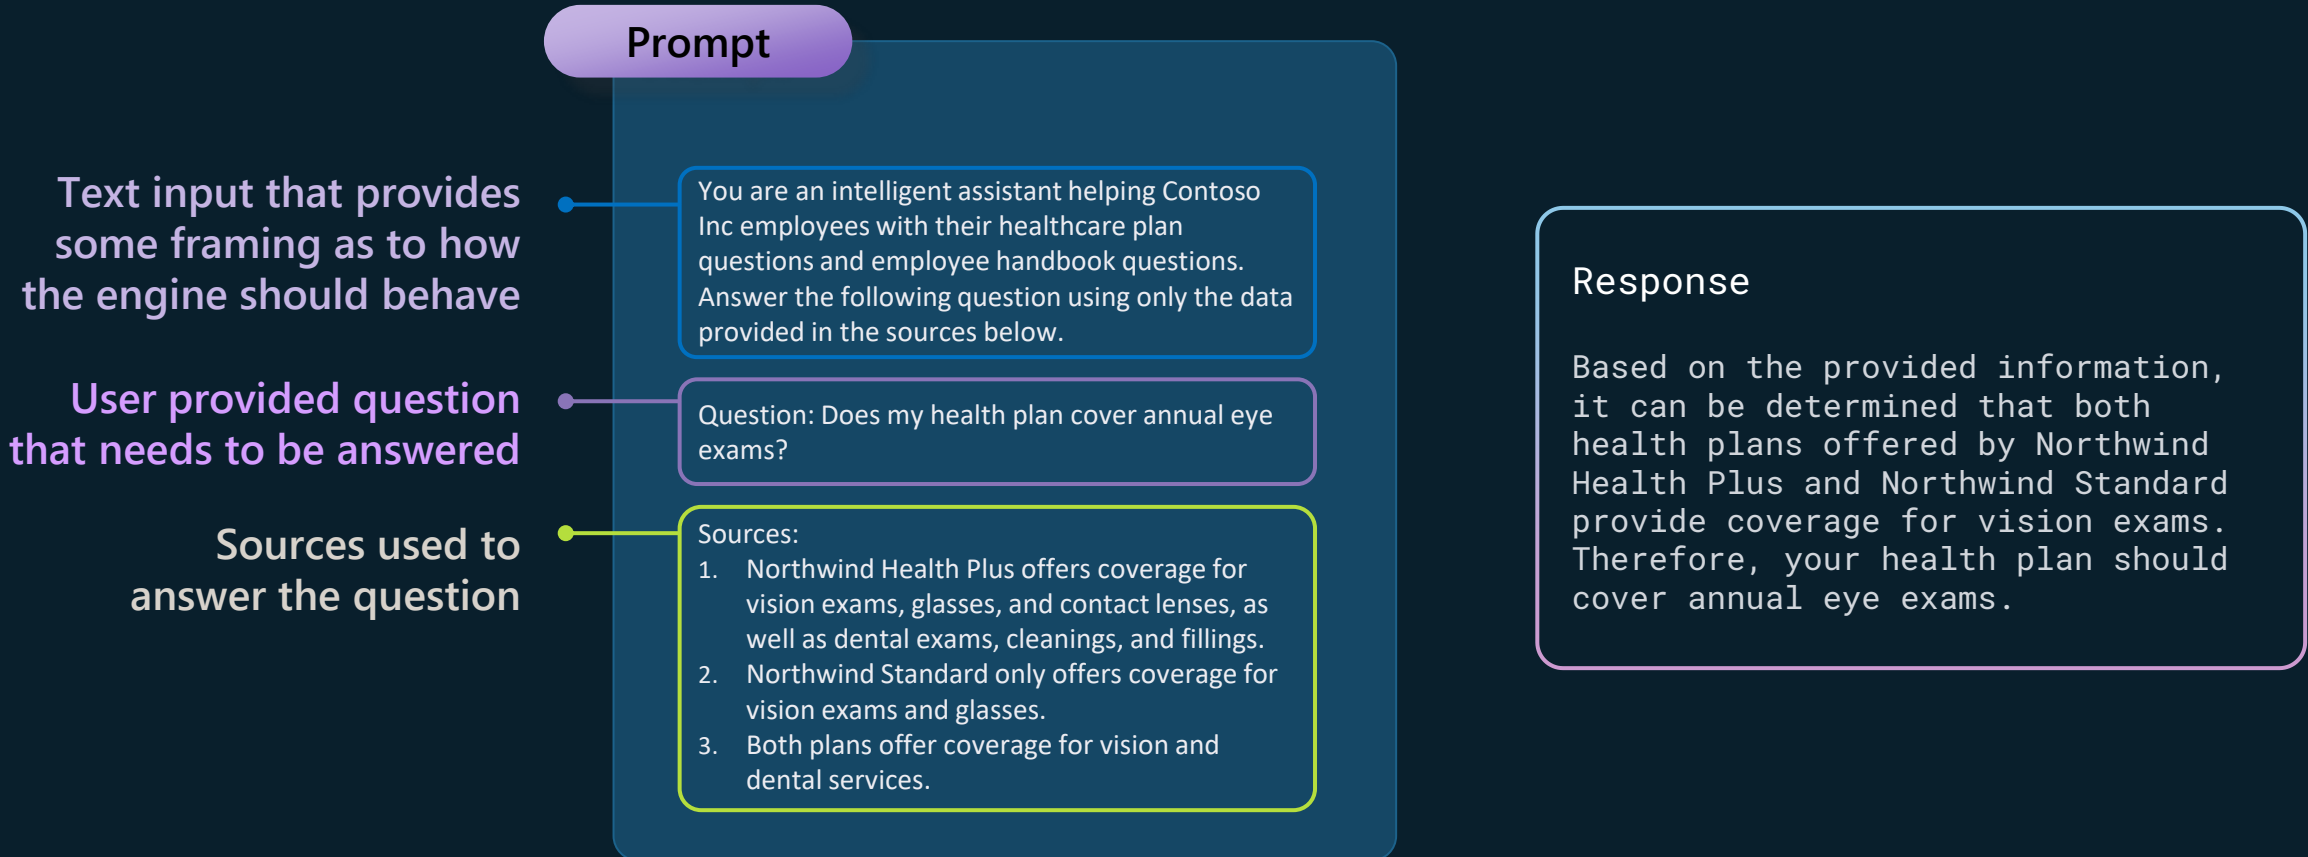 Prompt
Text input that provides
some framing as to how
the engine should behave
You are an intelligent assistant helping Contoso
Inc employees with their healthcare plan
questions and employee handbook questions.
Answer the following question using only the data
provided in the sources below.
User provided question
that needs to be answered
Question: Does my health plan cover annual eye
exams?
Sources used to
answer the question
Sources:
1. Northwind Health Plus offers coverage for
vision exams, glasses, and contact lenses, as
well as dental exams, cleanings, and fillings.
2. Northwind Standard only offers coverage for
vision exams and glasses.
3. Both plans offer coverage for vision and
dental services.
Response
Based on the provided information,
it can be determined that both
health plans offered by Northwind
Health Plus and Northwind Standard
provide coverage for vision exams.
Therefore, your health plan should
cover annual eye exams.